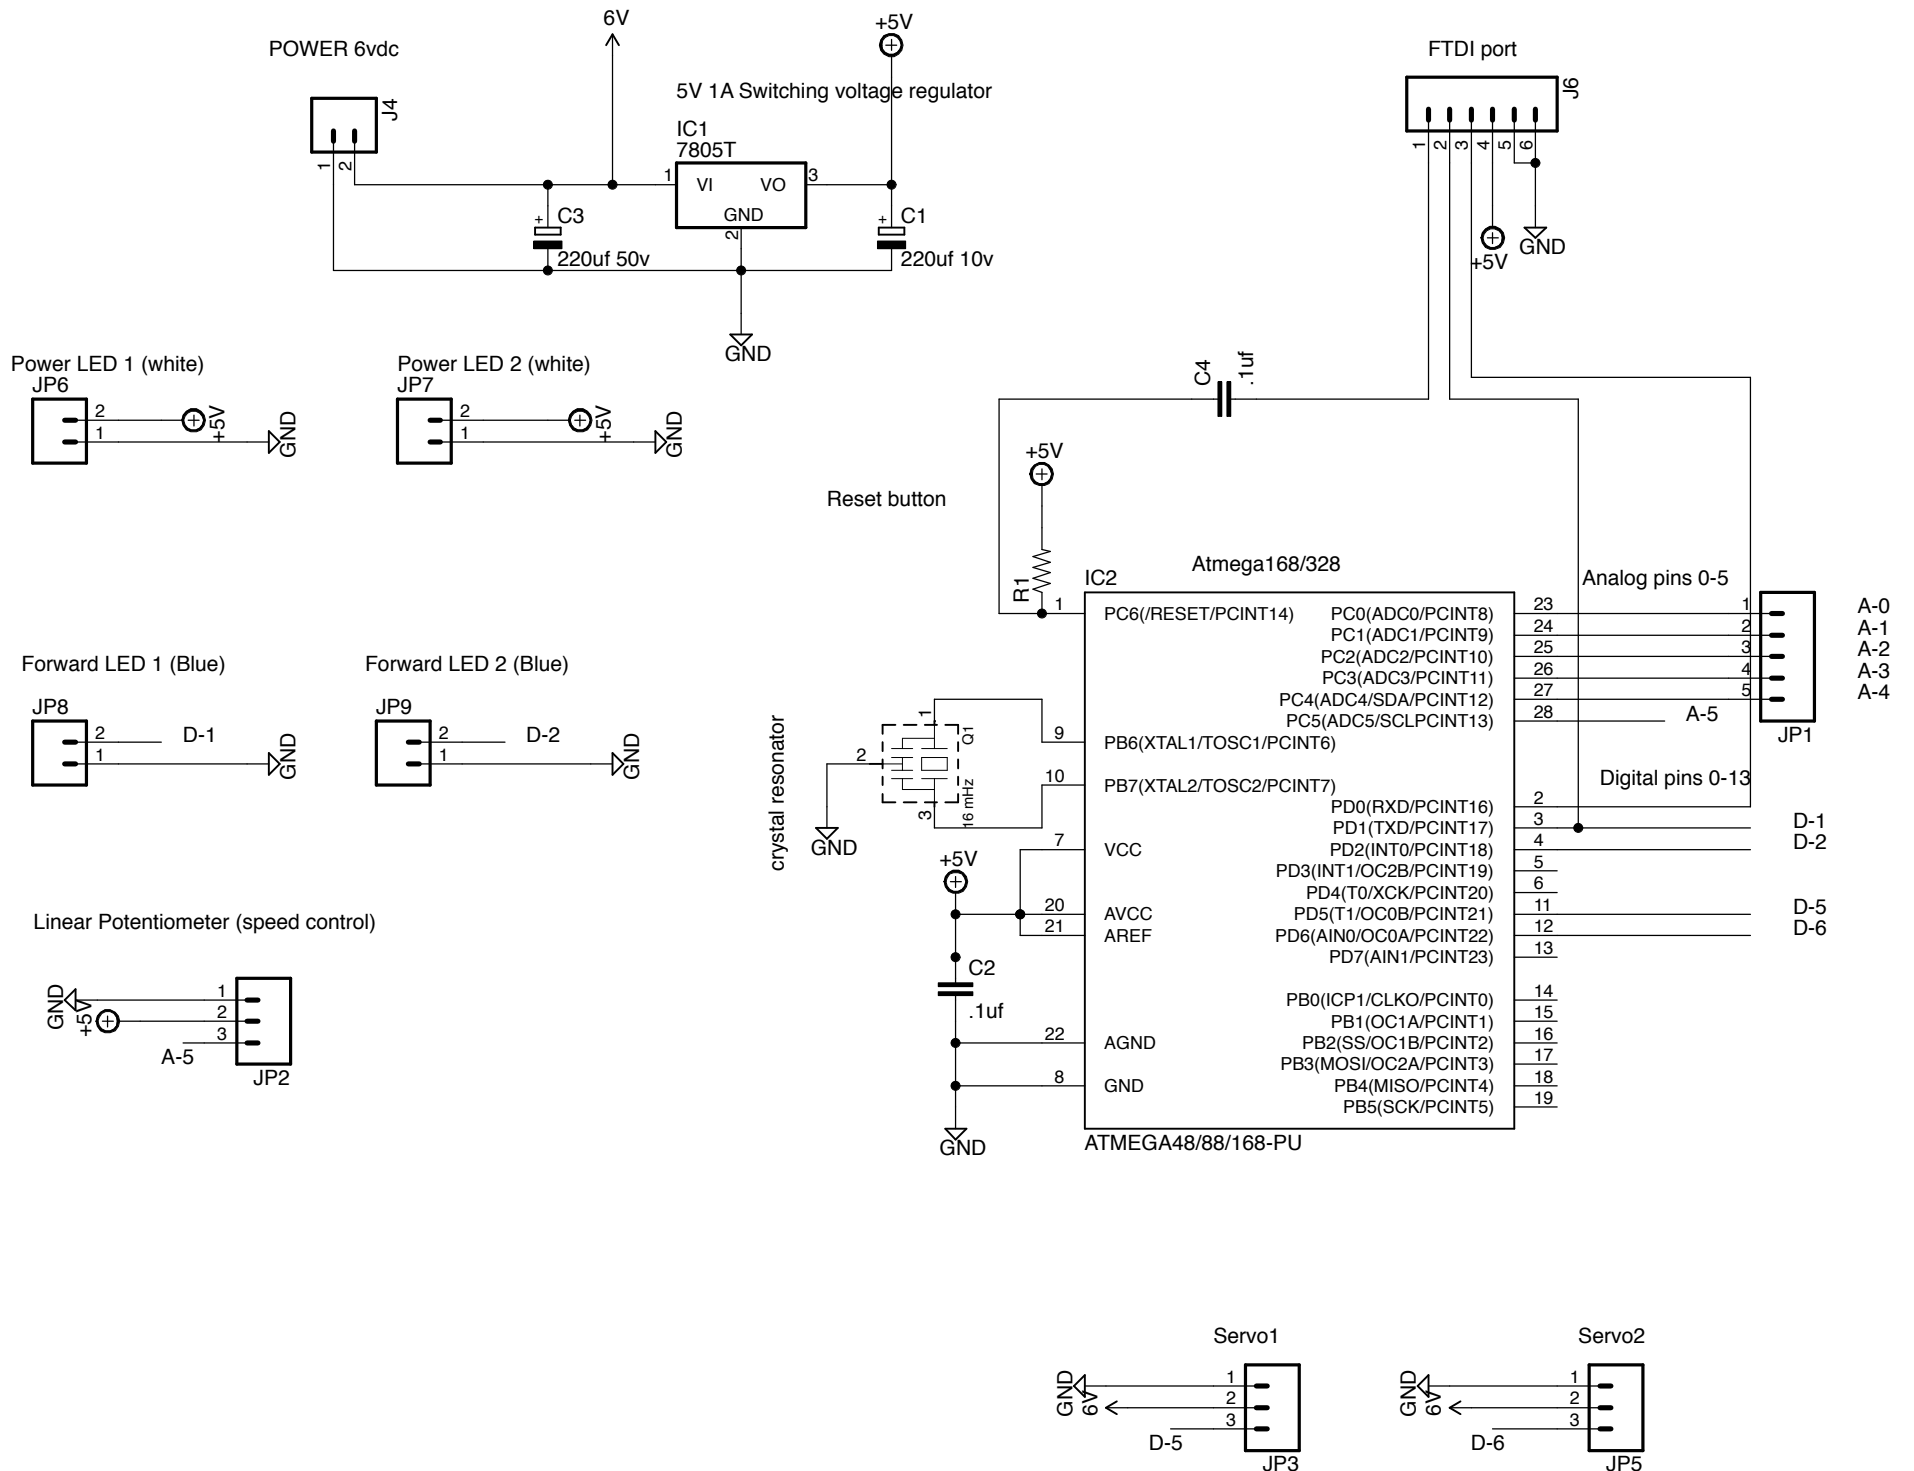 6V
+5V
POWER 6vdc
FTDI port
J4
1
2
5V 1A Switching voltage regulator
IC1
7805T
1
VI
VO
3
GND
2
+
C3
220uf 50v
+
C1
220uf 10v
GND
J6
1
2
3
4
5
6
+5V
GND
Power LED 1 (white)
JP6
2
1
+5V
GND
Power LED 2 (white)
JP7
2
1
+5V
GND
C4
.1uf
+5V
Reset button
R1
Atmega168/328
IC2
Analog pins 0-5
1 PC6(/RESET/PCINT14)
PC0(ADC0/PCINT8) 23 1 A-0
PC1(ADC1/PCINT9) 24 2 A-1
PC2(ADC2/PCINT10) 25 3 A-2
PC3(ADC3/PCINT11) 26 4 A-3
PC4(ADC4/SDA/PCINT12) 27 5 A-4
PC5(ADC5/SCLPCINT13) 28 A-5
JP1
Forward LED 1 (Blue)
JP8
2
1
D-1
GND
Forward LED 2 (Blue)
JP9
2
1
D-2
GND
crystal resonator
1
2
3
Q1
16 mHz
GND
9 PB6(XTAL1/TOSC1/PCINT6)
10 PB7(XTAL2/TOSC2/PCINT7)
Digital pins 0-13
PD0(RXD/PCINT16) 2
PD1(TXD/PCINT17) 3 D-1
PD2(INT0/PCINT18) 4 D-2
PD3(INT1/OC2B/PCINT19) 5
PD4(T0/XCK/PCINT20) 6
PD5(T1/OC0B/PCINT21) 11 D-5
PD6(AIN0/OC0A/PCINT22) 12 D-6
PD7(AIN1/PCINT23) 13
7 VCC
+5V
20 AVCC
21 AREF
C2
.1uf
22 AGND
8 GND
GND
PB0(ICP1/CLKO/PCINT0) 14
PB1(OC1A/PCINT1) 15
PB2(SS/OC1B/PCINT2) 16
PB3(MOSI/OC2A/PCINT3) 17
PB4(MISO/PCINT4) 18
PB5(SCK/PCINT5) 19
ATMEGA48/88/168-PU
Linear Potentiometer (speed control)
GND
+5V
1
2
3
A-5
JP2
Servo1
GND
6V
1
2
3
D-5
JP3
Servo2
GND
6V
1
2
3
D-6
JP5